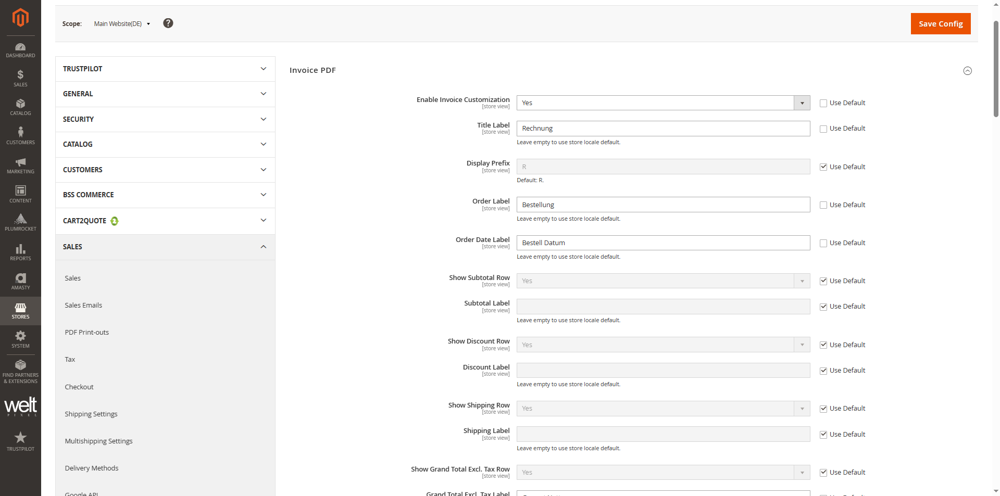 Scope:
Main Website(DE)
?
Save Config
DASHBOARD
SALES
CATALOG
CUSTOMERS
MARKETING
CONTENT
PLUMROCKET
REPORTS
AMASTY
STORES
SYSTEM
FIND PARTNERS
& EXTENSIONS
welt
PIXEL
TRUSTPILOT
TRUSTPILOT
GENERAL
SECURITY
CATALOG
CUSTOMERS
BSS COMMERCE
CART2QUOTE 2
SALES
Sales
Sales Emails
PDF Print-outs
Tax
Checkout
Shipping Settings
Multishipping Settings
Delivery Methods
Google API
Invoice PDF
Enable Invoice Customization
[store view]
Yes
Use Default
Title Label
[store view]
Rechnung
Use Default
Leave empty to use store locale default.
Display Prefix
[store view]
R
Use Default
Default: R.
Order Label
[store view]
Bestellung
Use Default
Leave empty to use store locale default.
Order Date Label
[store view]
Bestell Datum
Use Default
Leave empty to use store locale default.
Show Subtotal Row
[store view]
Yes
Use Default
Subtotal Label
[store view]
Use Default
Leave empty to use store locale default.
Show Discount Row
[store view]
Yes
Use Default
Discount Label
[store view]
Use Default
Leave empty to use store locale default.
Show Shipping Row
[store view]
Yes
Use Default
Shipping Label
[store view]
Use Default
Leave empty to use store locale default.
Show Grand Total Excl. Tax Row
[store view]
Yes
Use Default
Grand Total Excl. Tax Label